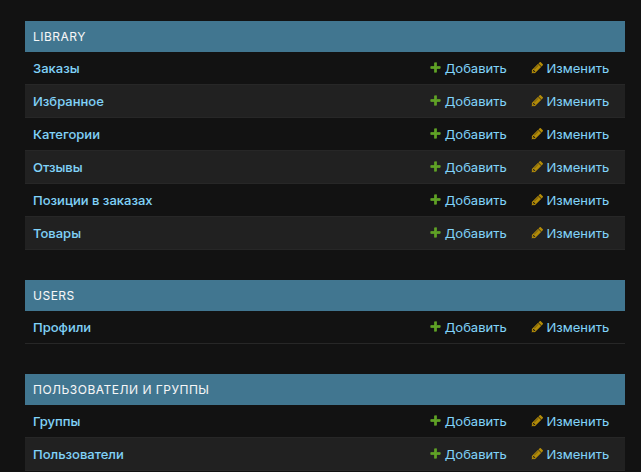 LIBRARY
Заказы Добавить Изменить
Избранное Добавить Изменить
Категории Добавить Изменить
Отзывы Добавить Изменить
Позиции в заказах Добавить Изменить
Товары Добавить Изменить
USERS
Профили Добавить Изменить
ПОЛЬЗОВАТЕЛИ И ГРУППЫ
Группы Добавить Изменить
Пользователи Добавить Изменить